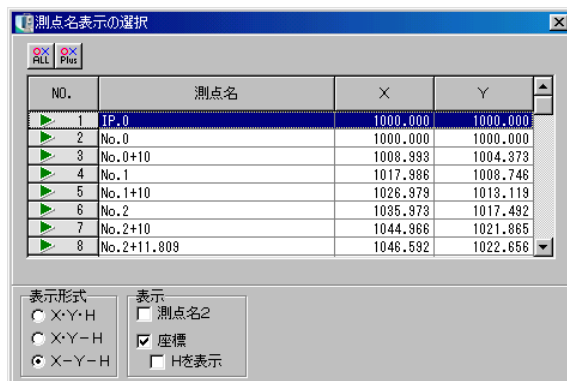 測点名表示の選択
OX ALL OX Plus
NO. 測点名 X Y
1 IP.0 1000.000 1000.000
2 No.0 1000.000 1000.000
3 No.0+10 1008.993 1004.373
4 No.1 1017.986 1008.746
5 No.1+10 1026.979 1013.119
6 No.2 1035.973 1017.492
7 No.2+10 1044.966 1021.865
8 No.2+11.809 1046.592 1022.656
表示形式 表示
X・Y・H 測点名2
X・Y−H 座標
X−Y−H Hを表示